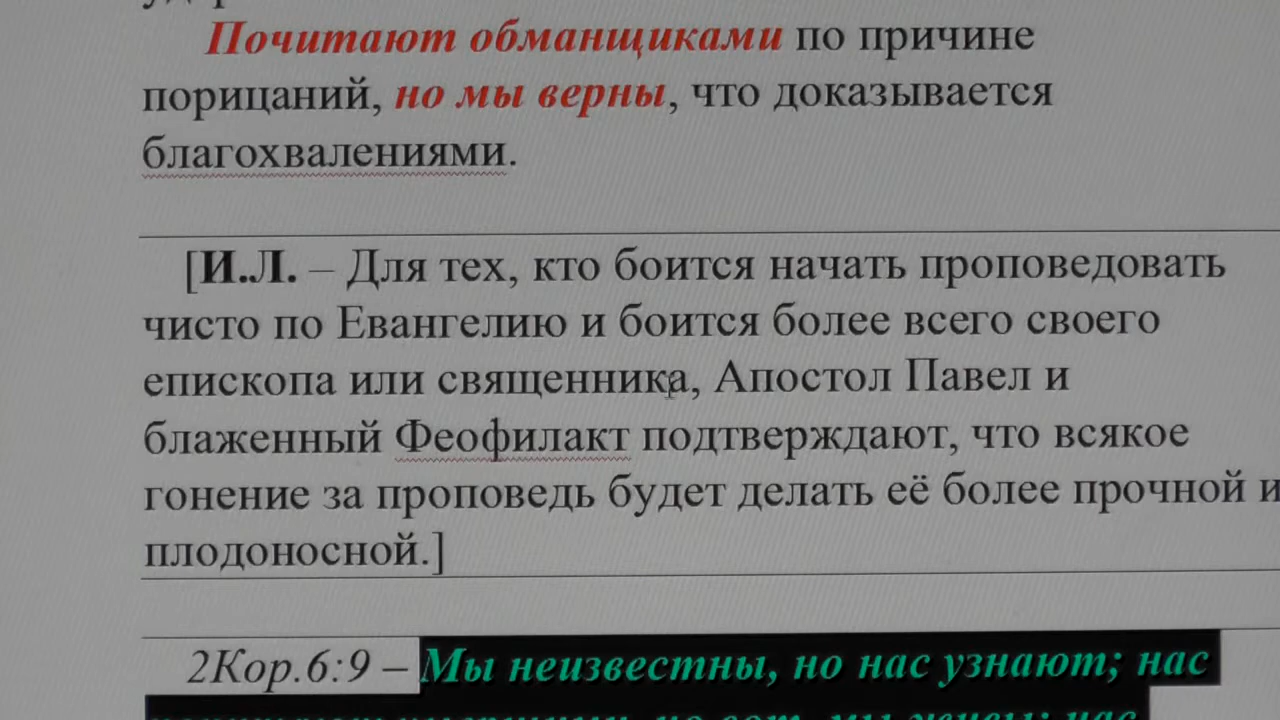 Почитают обманщиками по причине
порицаний, но мы верны, что доказывается
благохвалениями.
[И.Л. – Для тех, кто боится начать проповедовать
чисто по Евангелию и боится более всего своего
епископа или священника, Апостол Павел и
блаженный Феофилакт подтверждают, что всякое
гонение за проповедь будет делать её более прочной и
плодоносной.]
2Кор.6:9 – Мы неизвестны, но нас узнают; нас